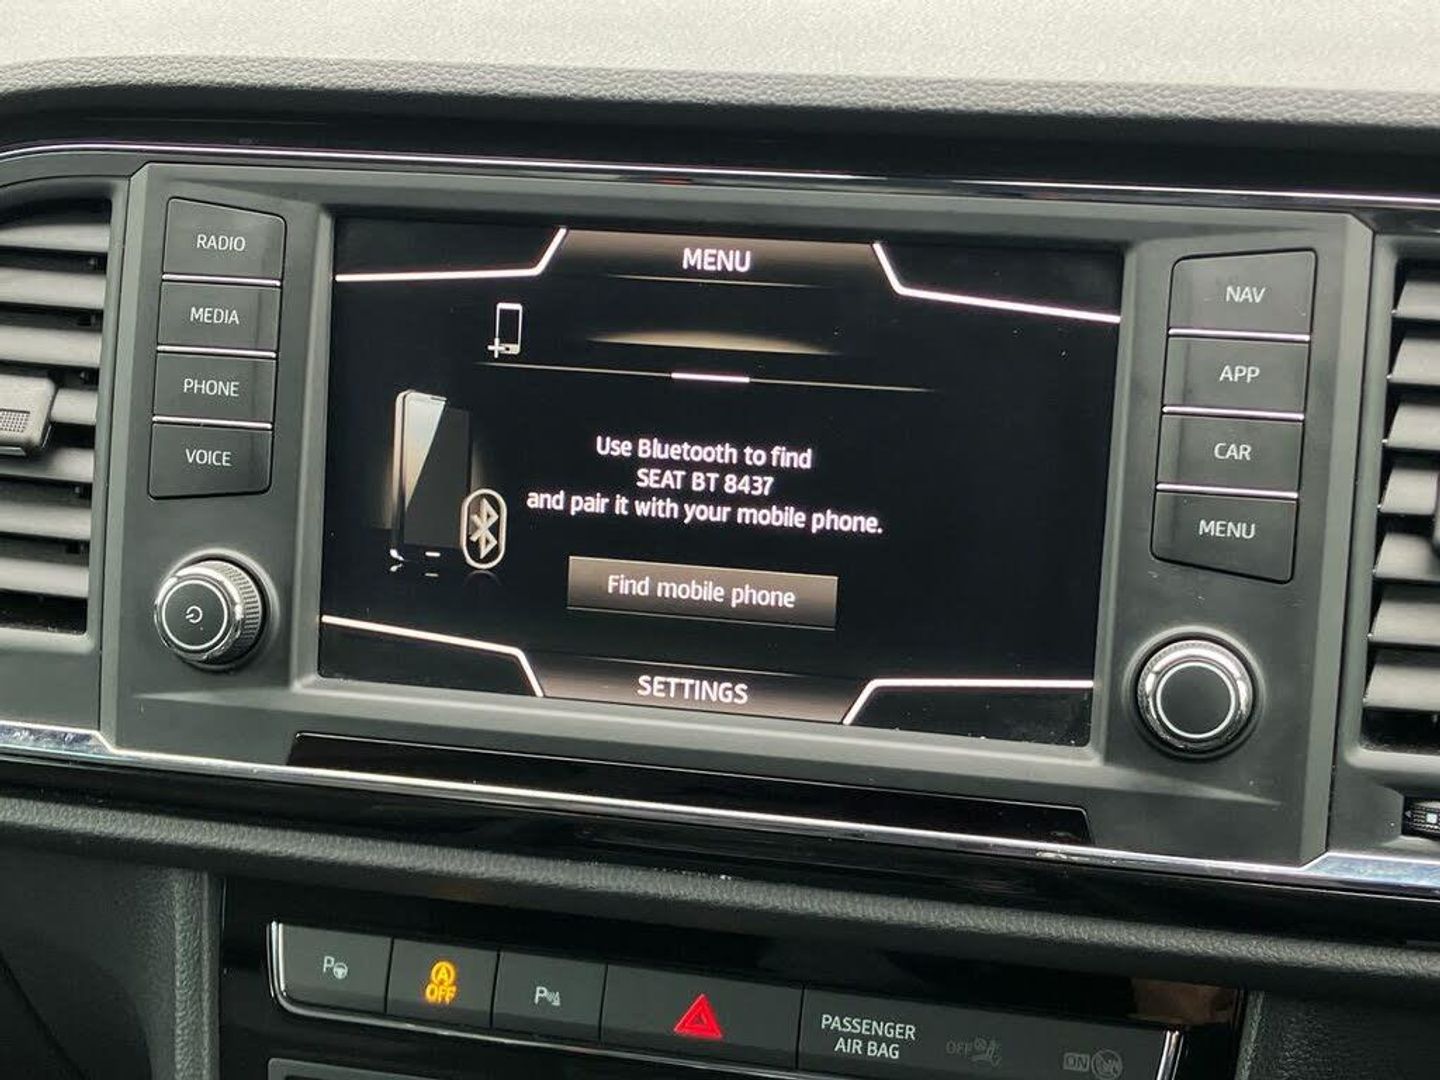 RADIO
MEDIA
PHONE
VOICE
MENU
Use Bluetooth to find
SEAT BT 8437
and pair it with your mobile phone.
Find mobile phone
SETTINGS
NAV
APP
CAR
MENU
P
A
OFF
P
PASSENGER
AIR BAG
OFF
ON